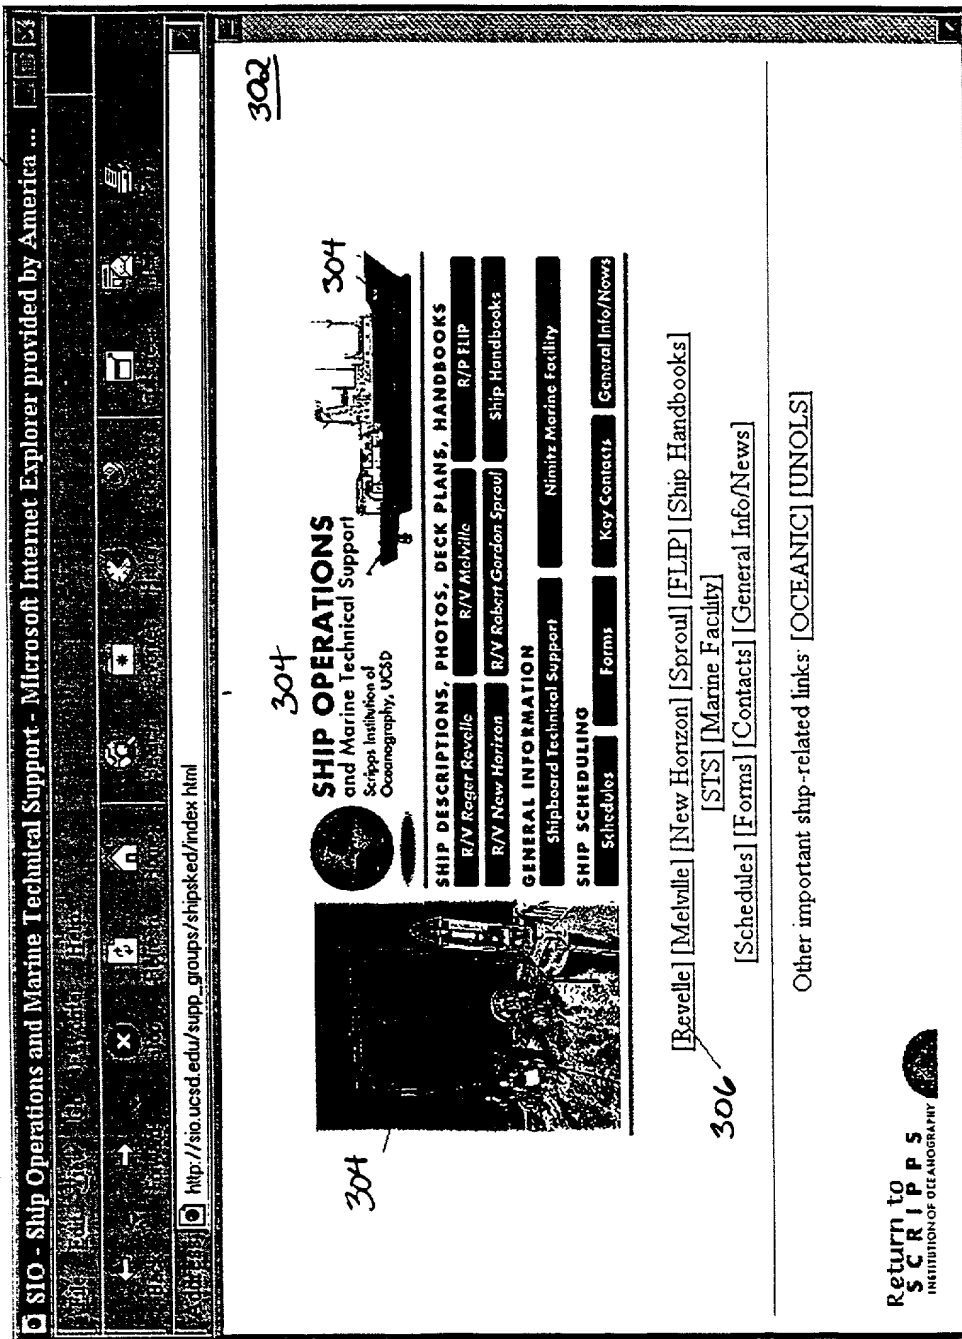 SIO - Ship Operations and Marine Technical Support - Microsoft Internet Explorer provided by America ...
Help
http://sio.ucsd.edu/supp_groups/shipsked/index html
302
304
304
304
SHIP OPERATIONS
and Marine Technical Support
Scripps Institution of
Oceanography, UCSD
SHIP DESCRIPTIONS, PHOTOS, DECK PLANS, HANDBOOKS
R/V Roger Revelle R/V Melville R/P FLIP
R/V New Horizon R/V Robert Gordon Sproul Ship Handbooks
GENERAL INFORMATION
Shipboard Technical Support Nimitz Marine Facility
SHIP SCHEDULING
Schedules Forms Key Contacts General Info/News
[Revelle] [Melville] [New Horizon] [Sproul] [FLIP] [Ship Handbooks]
306
[STS] [Marine Facility]
[Schedules] [Forms] [Contacts] [General Info/News]
Other important ship-related links: [OCEANIC] [UNOLS]
Return to
SCRIPPS
INSTITUTION OF OCEANOGRAPHY